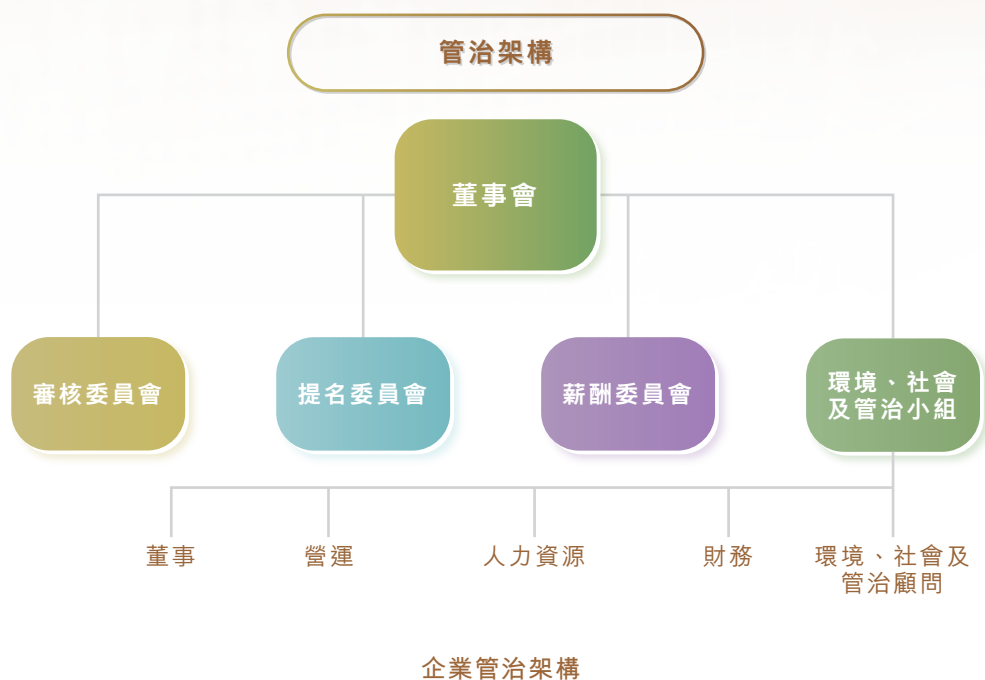 管治架構
董事會
審核委員會
提名委員會
薪酬委員會
環境、社會
及管治小組
董事
營運
人力資源
財務
環境、社會及
管治顧問
企業管治架構